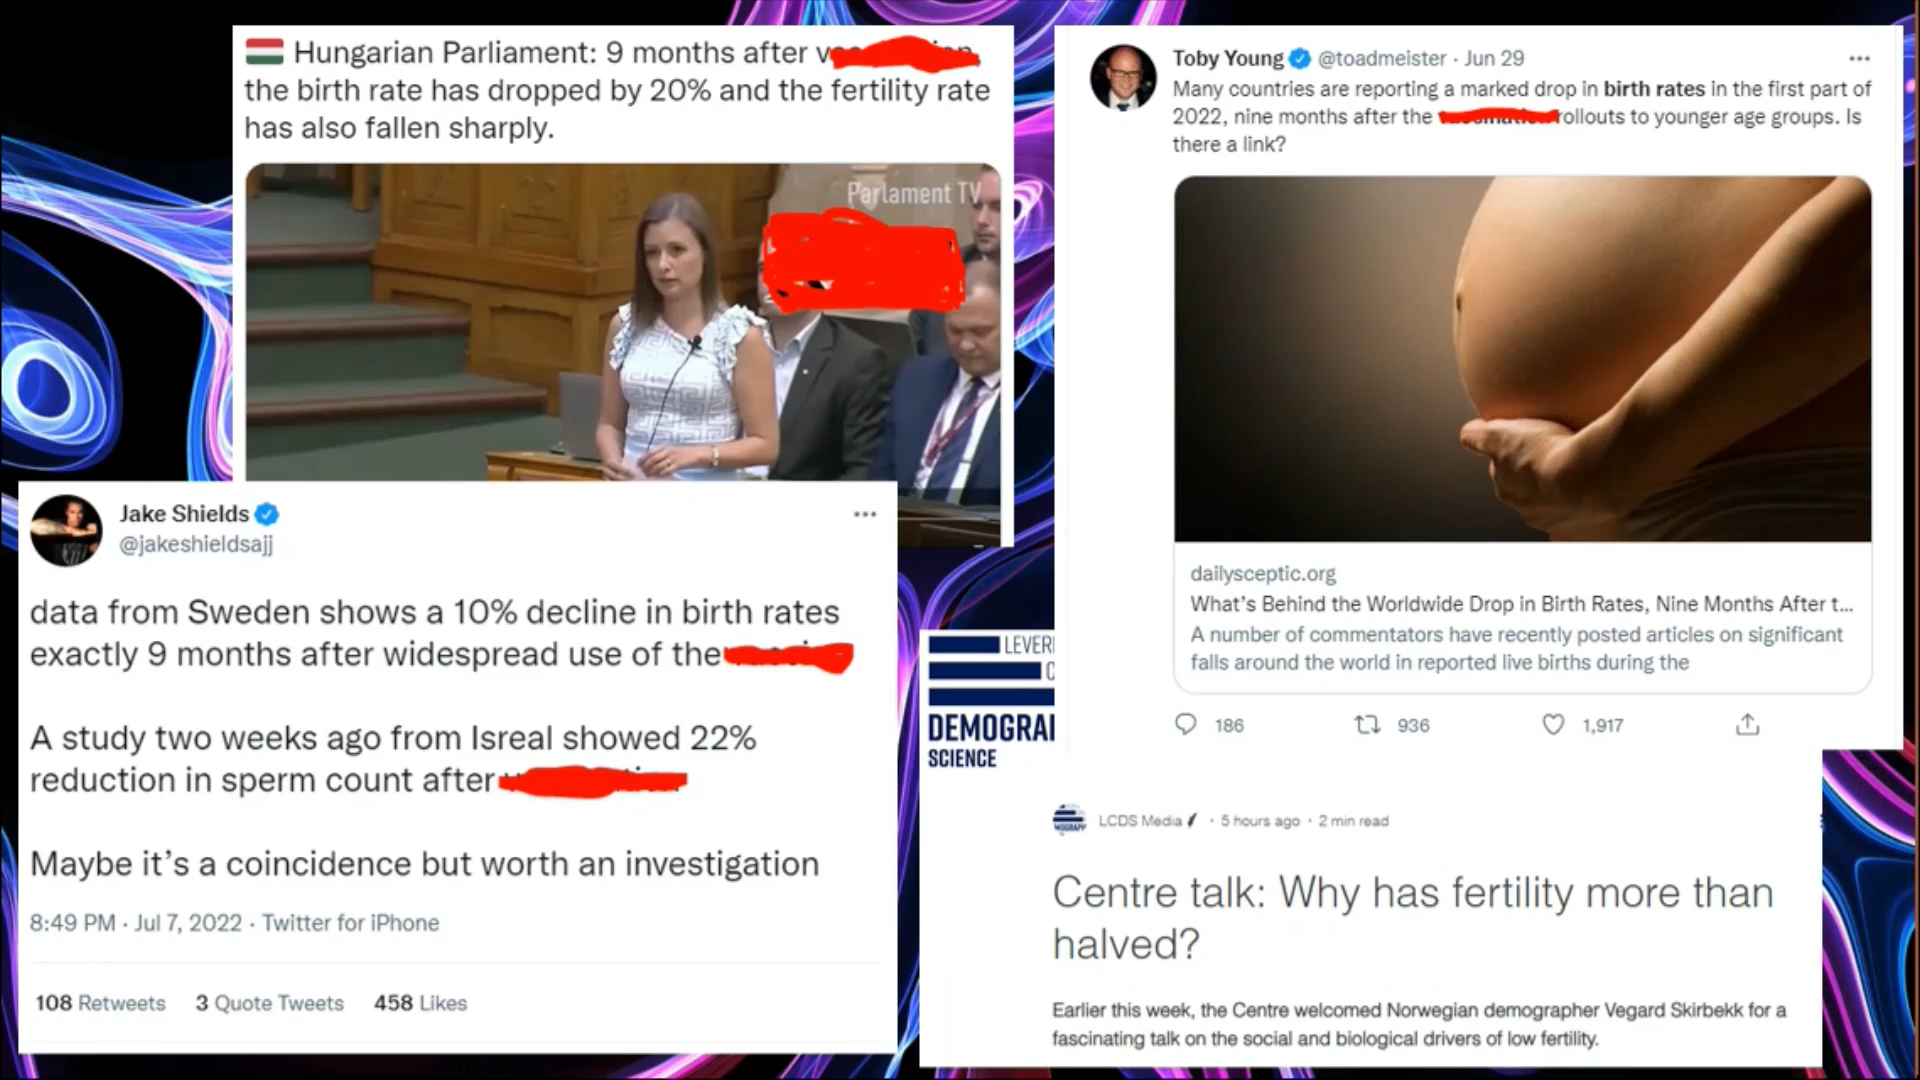 Hungarian Parliament: 9 months after
the birth rate has dropped by 20% and the fertility rate
has also fallen sharply.
Parlament TV
Jake Shields
@jakeshieldsajj
data from Sweden shows a 10% decline in birth rates
exactly 9 months after widespread use of the
A study two weeks ago from Isreal showed 22%
reduction in sperm count after
Maybe it's a coincidence but worth an investigation
8:49 PM · Jul 7, 2022 · Twitter for iPhone
108 Retweets 3 Quote Tweets 458 Likes
Toby Young @toadmeister · Jun 29
Many countries are reporting a marked drop in birth rates in the first part of
2022, nine months after the rollouts to younger age groups. Is
there a link?
dailysceptic.org
What's Behind the Worldwide Drop in Birth Rates, Nine Months After t...
A number of commentators have recently posted articles on significant
falls around the world in reported live births during the
186 936 1,917
LEVER
C
DEMOGRA
SCIENCE
LCDS Media · 5 hours ago · 2 min read
Centre talk: Why has fertility more than
halved?
Earlier this week, the Centre welcomed Norwegian demographer Vegard Skirbekk for a
fascinating talk on the social and biological drivers of low fertility.